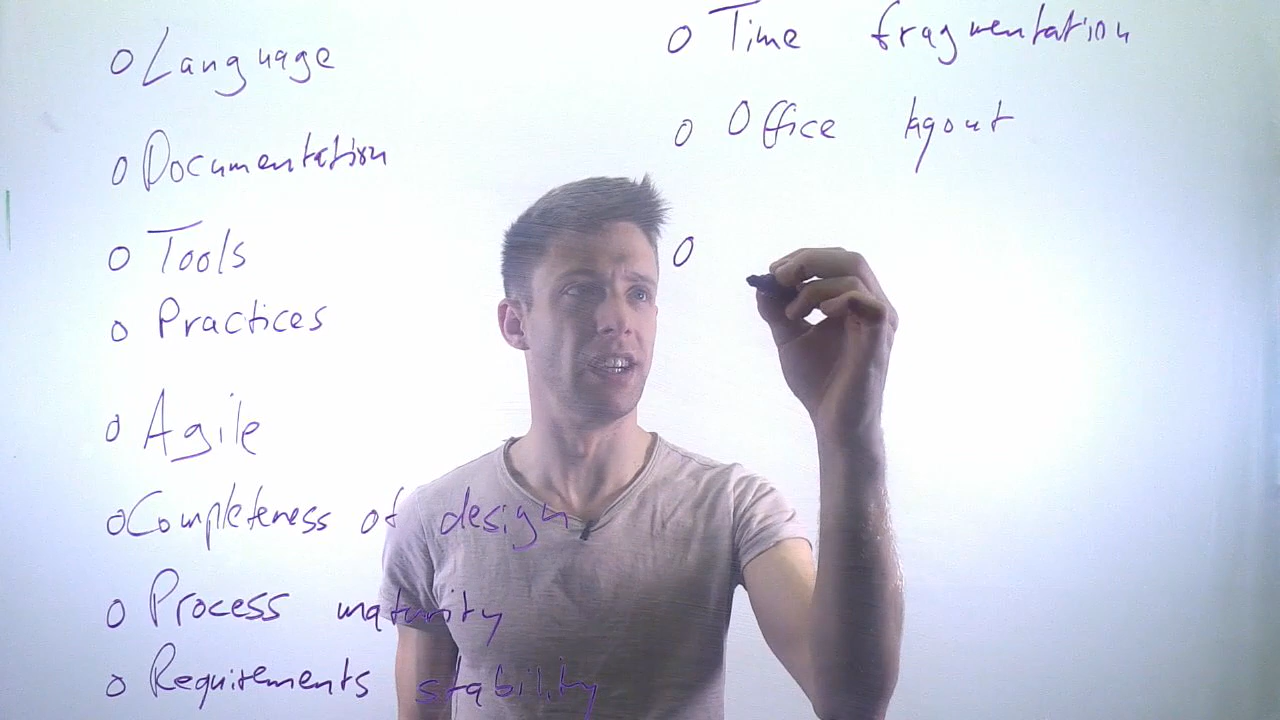 o Language
o Documentation
o Tools
o Practices
o Agile
o Completeness of design
o Process maturity
o Requirements stability
o Time fragmentation
o Office layout
o